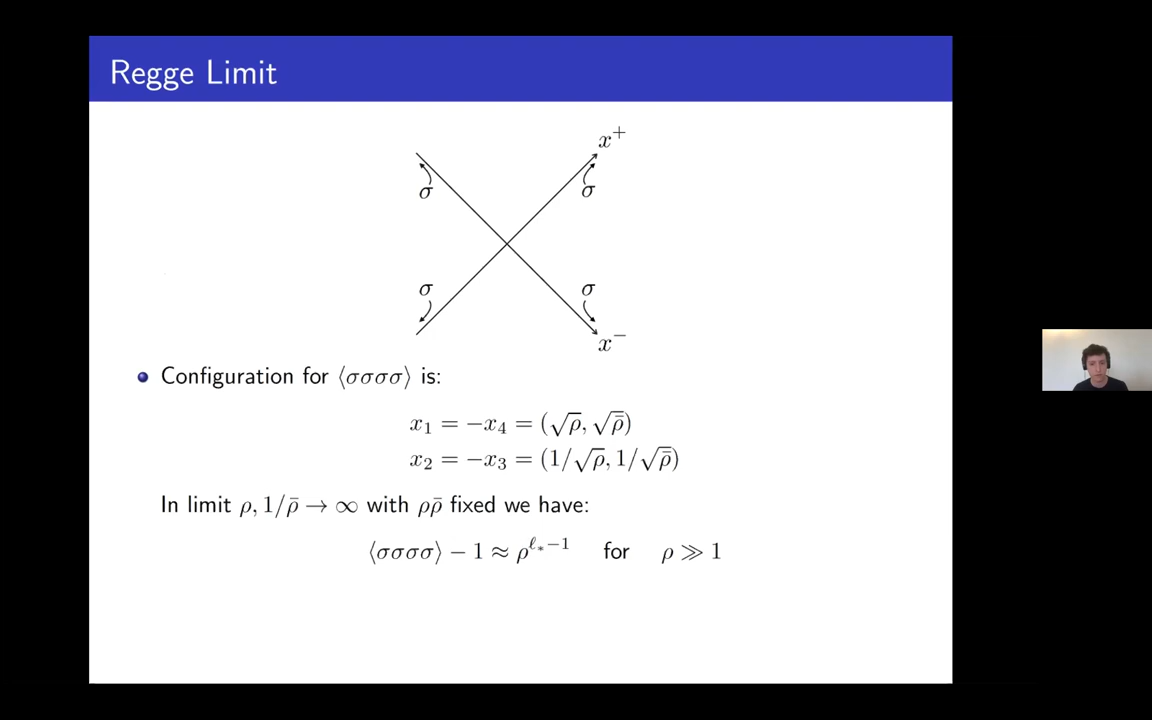 Regge Limit
x⁺
σ σ
σ σ
x⁻
Configuration for ⟨σσσσ⟩ is:
x₁ = −x₄ = (√ρ, √ρ̄)
x₂ = −x₃ = (1/√ρ, 1/√ρ̄)
In limit ρ, 1/ρ̄ → ∞ with ρρ̄ fixed we have:
⟨σσσσ⟩ − 1 ≈ ρ^{ℓ_*−1} for ρ ≫ 1